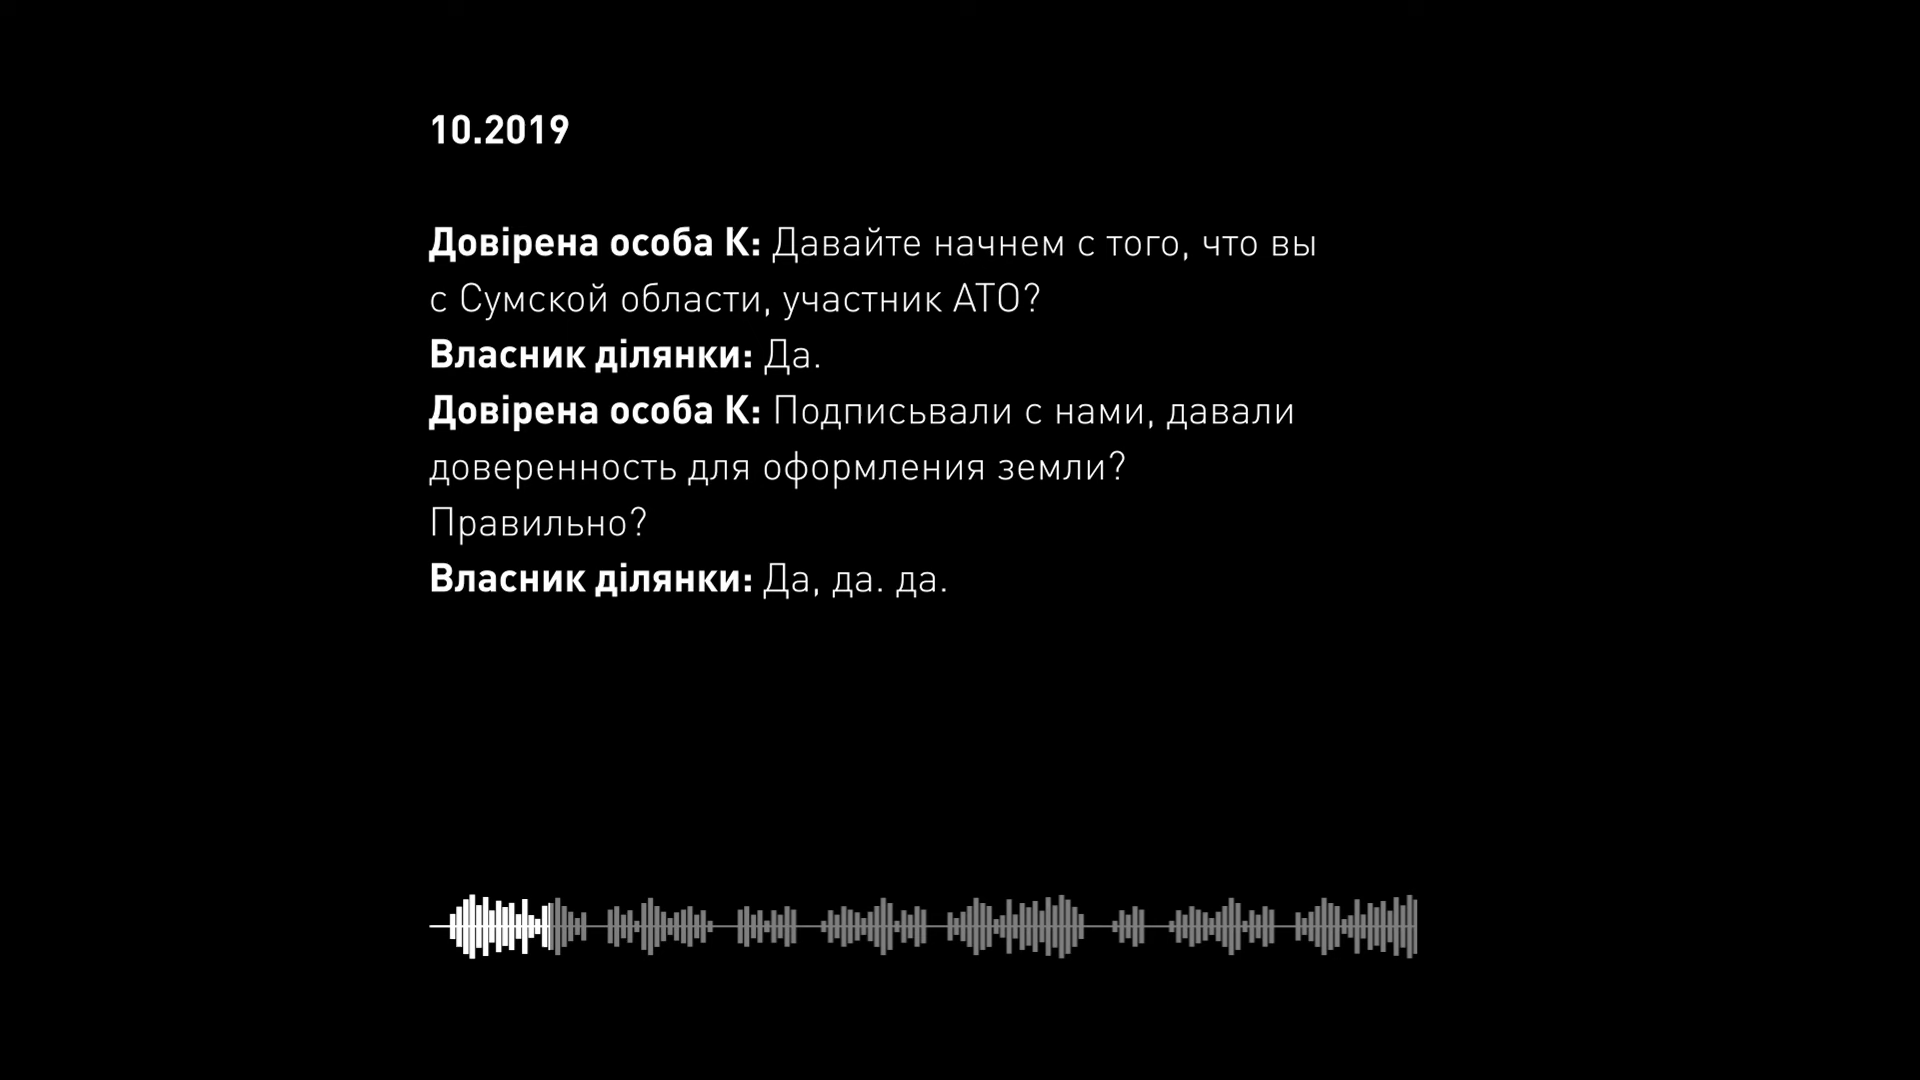 10.2019
Довірена особа К: Давайте начнем с того, что вы
с Сумской области, участник АТО?
Власник ділянки: Да.
Довірена особа К: Подписьвали с нами, давали
доверенность для оформления земли?
Правильно?
Власник ділянки: Да, да. да.